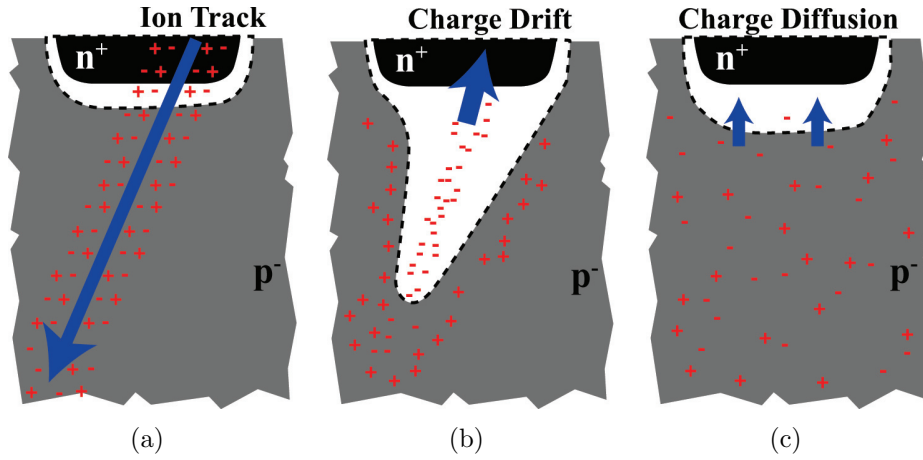 Ion Track
Charge Drift
Charge Diffusion
n⁺
n⁺
n⁺
p⁻
p⁻
p⁻
(a)
(b)
(c)